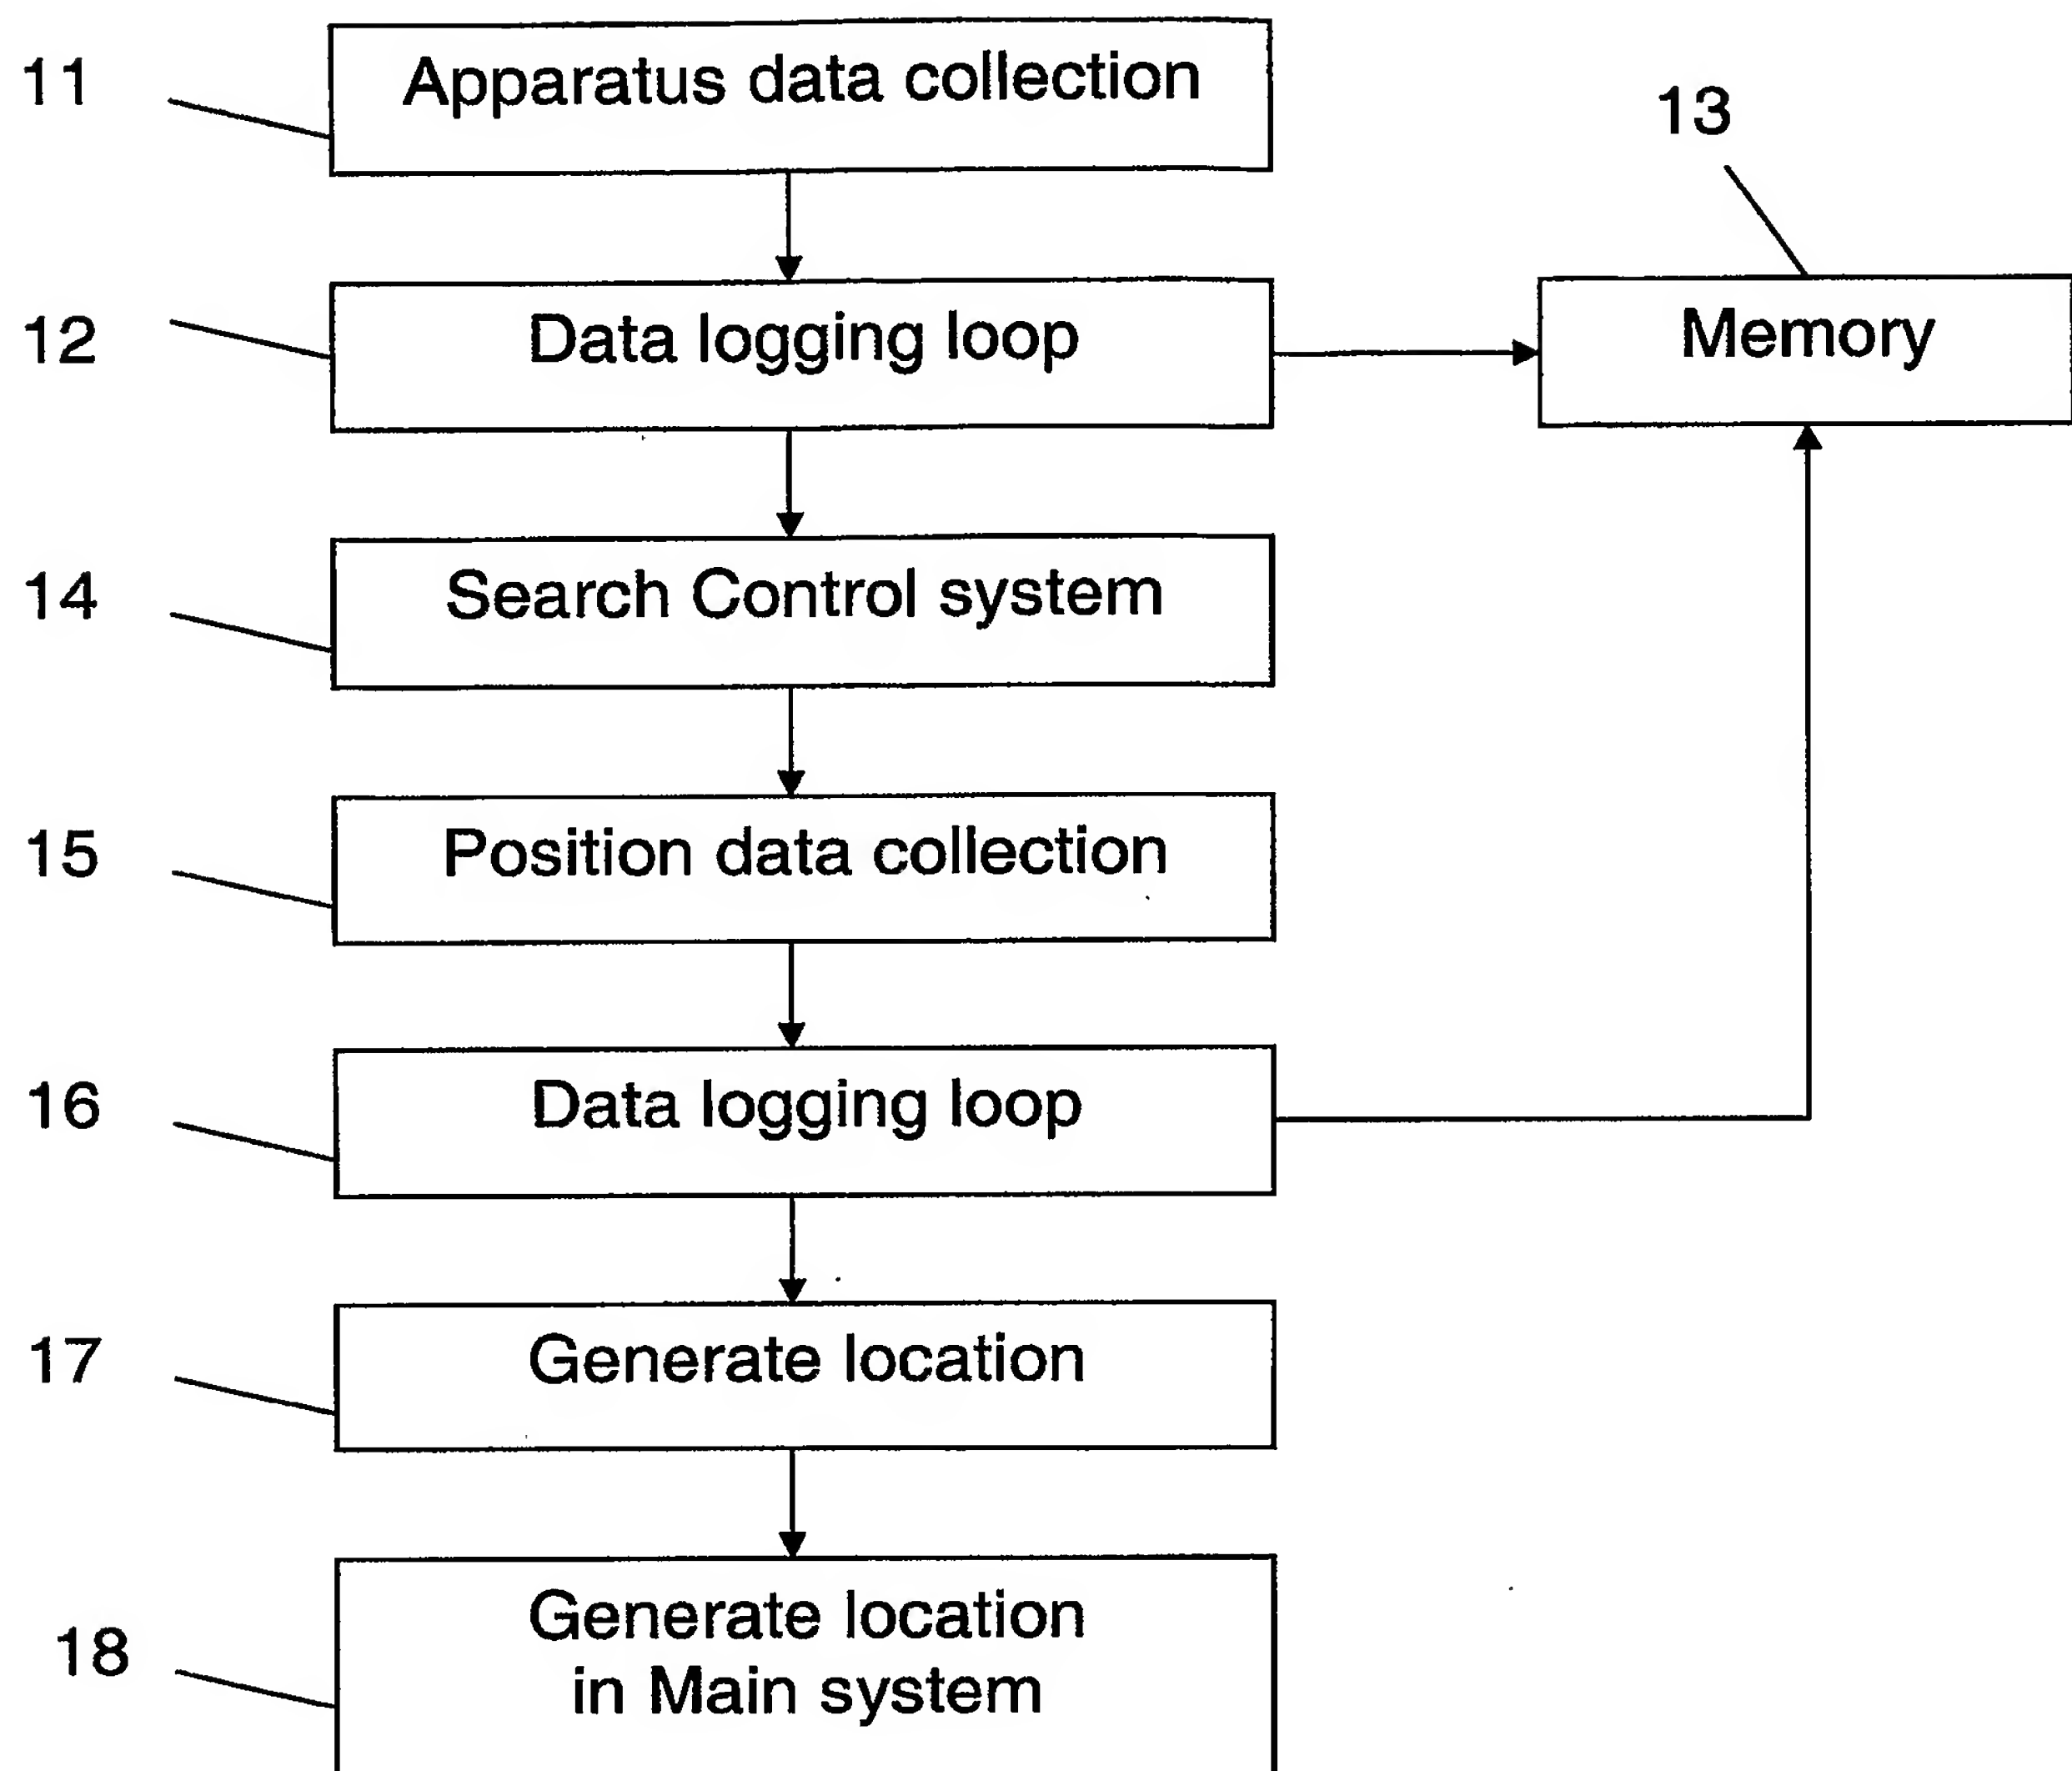 11
Apparatus data collection
13
12
Data logging loop
Memory
14
Search Control system
15
Position data collection
16
Data logging loop
17
Generate location
18
Generate location
in Main system